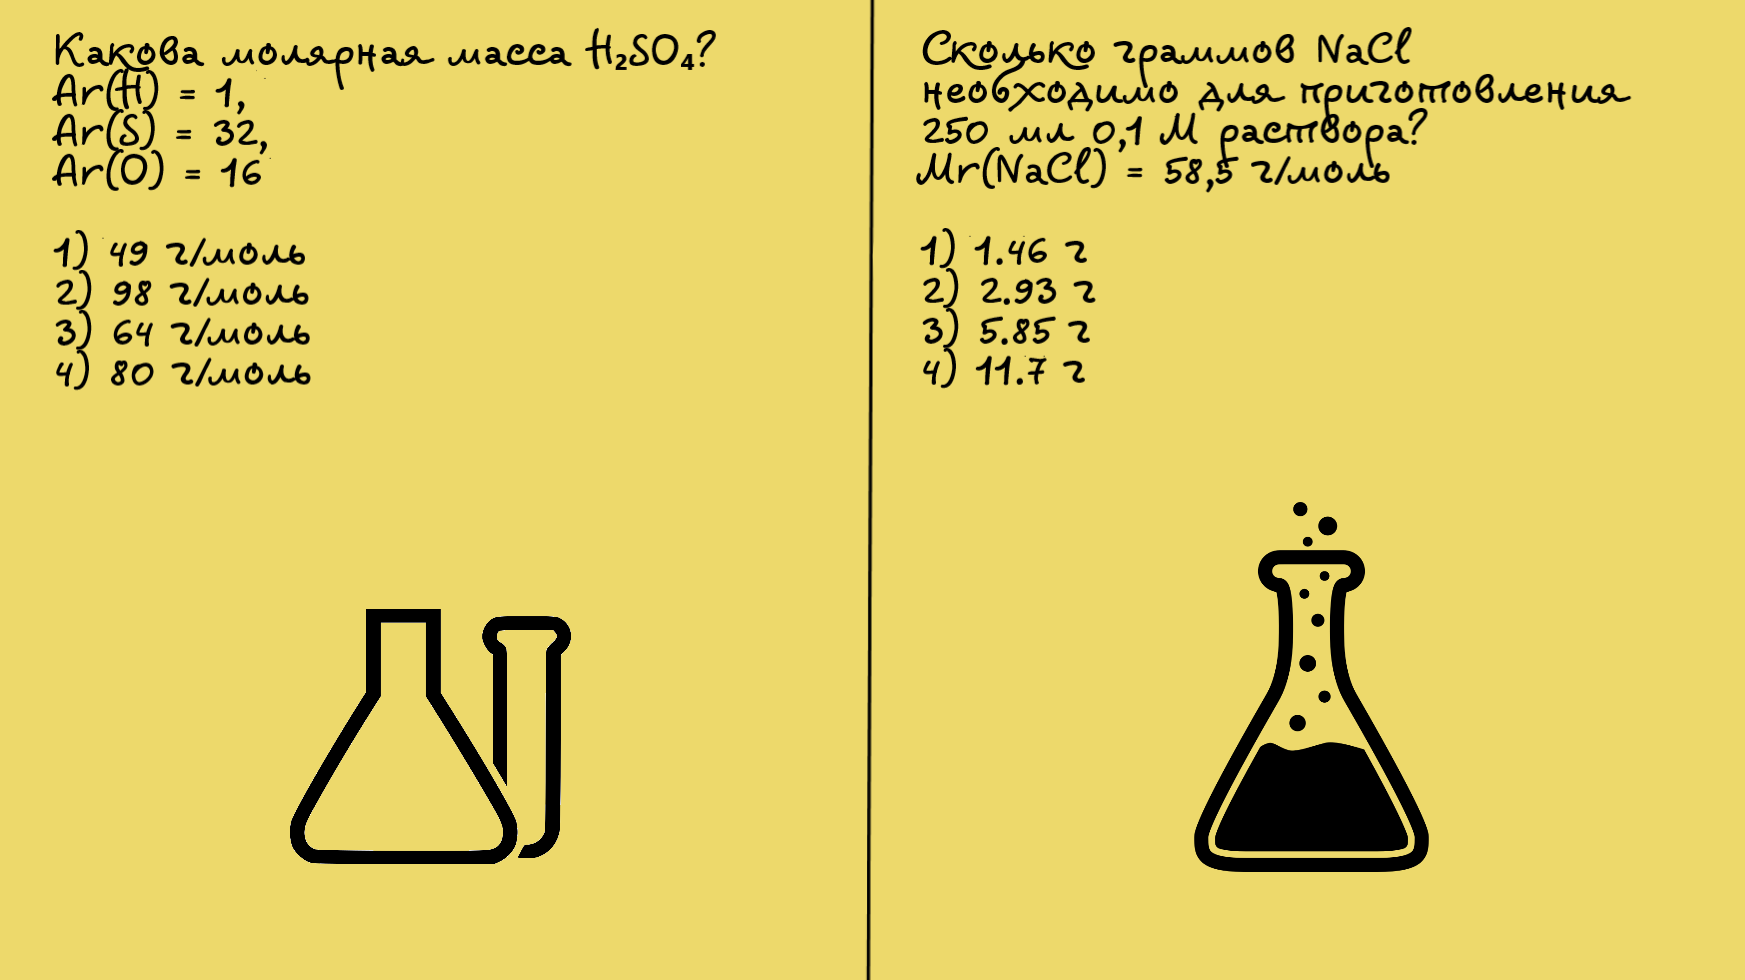 Какова молярная масса H₂SO₄?
Ar(H) = 1,
Ar(S) = 32,
Ar(O) = 16
1) 49 г/моль
2) 98 г/моль
3) 64 г/моль
4) 80 г/моль
Сколько граммов NaCl
необходимо для приготовления
250 мл 0,1 М раствора?
Mr(NaCl) = 58,5 г/моль
1) 1.46 г
2) 2.93 г
3) 5.85 г
4) 11.7 г